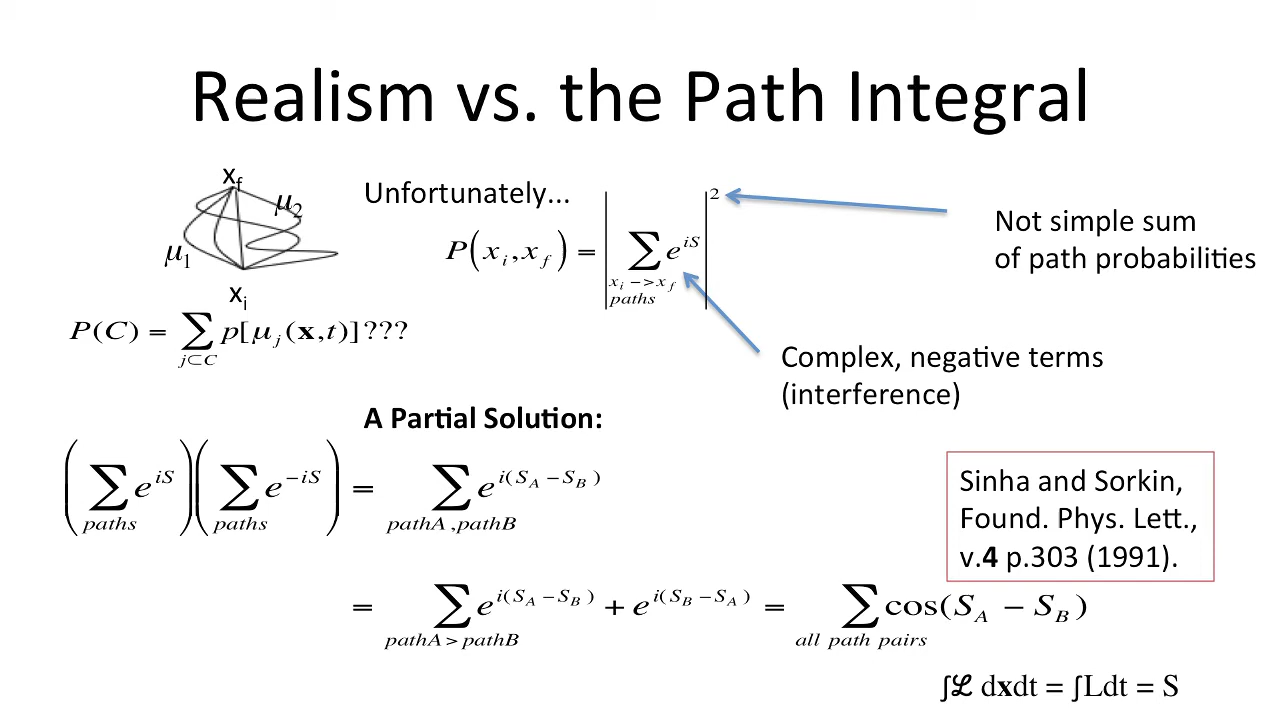 Realism vs. the Path Integral
x_f
μ_2
μ_1
x_i
Unfortunately...
P(x_i, x_f) = | ∑_{x_i -> x_f paths} e^{iS} |^2
Not simple sum
of path probabilities
P(C) = ∑_{j⊂C} p[μ_j(x,t)]???
Complex, negative terms
(interference)
A Partial Solution:
(∑_{paths} e^{iS})(∑_{paths} e^{-iS}) = ∑_{pathA,pathB} e^{i(S_A - S_B)}
Sinha and Sorkin,
Found. Phys. Lett.,
v.4 p.303 (1991).
= ∑_{pathA > pathB} e^{i(S_A - S_B)} + e^{i(S_B - S_A)} = ∑_{all path pairs} cos(S_A - S_B)
∫ℒ dxdt = ∫Ldt = S